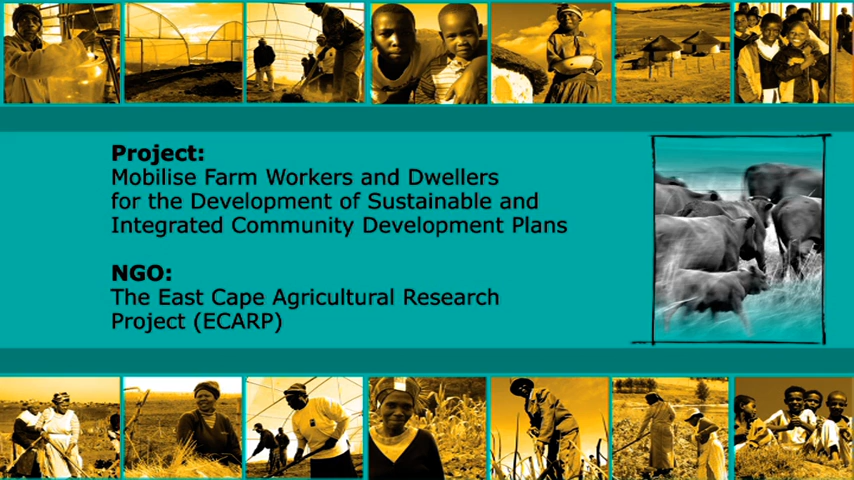 Project:
Mobilise Farm Workers and Dwellers
for the Development of Sustainable and
Integrated Community Development Plans
NGO:
The East Cape Agricultural Research
Project (ECARP)